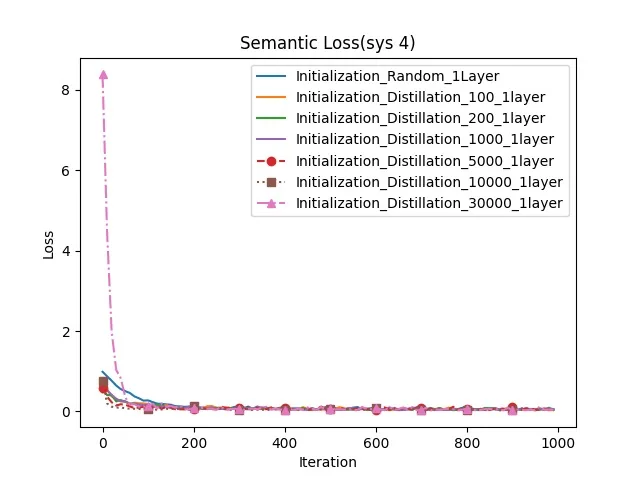 Semantic Loss(sys 4)
Initialization_Random_1Layer
Initialization_Distillation_100_1layer
Initialization_Distillation_200_1layer
Initialization_Distillation_1000_1layer
Initialization_Distillation_5000_1layer
Initialization_Distillation_10000_1layer
Initialization_Distillation_30000_1layer
Loss
8
6
4
2
0
0 200 400 600 800 1000
Iteration